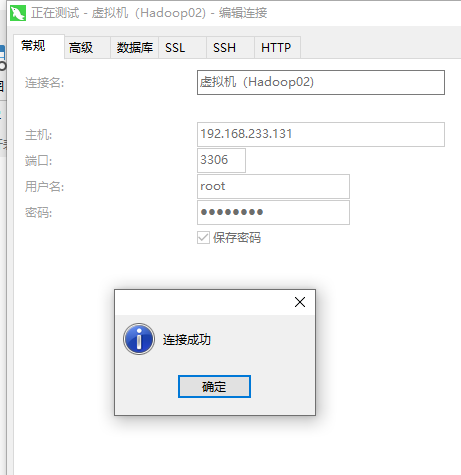 正在测试 - 虚拟机（Hadoop02) - 编辑连接
常规 高级 数据库 SSL SSH HTTP
连接名: 虚拟机（Hadoop02)
主机: 192.168.233.131
端口: 3306
用户名: root
密码: ●●●●●●●●
保存密码
连接成功
确定